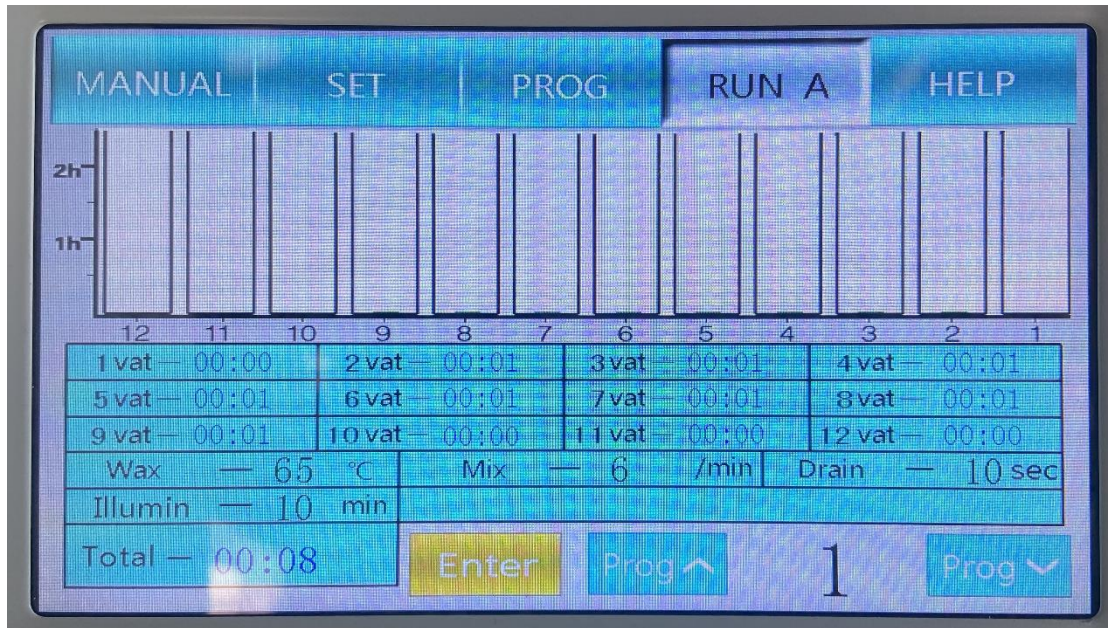 MANUAL SET PROG RUN A HELP
2h
1h
12 11 10 9 8 7 6 5 4 3 2 1
1 vat — 00:00 2 vat — 00:01 3 vat — 00:01 4 vat — 00:01
5 vat — 00:01 6 vat — 00:01 7 vat — 00:01 8 vat — 00:01
9 vat — 00:01 10 vat — 00:00 11 vat — 00:00 12 vat — 00:00
Wax — 65 °C Mix — 6 /min Drain — 10 sec
Illumin — 10 min
Total — 00:08 Enter Prog 1 Prog